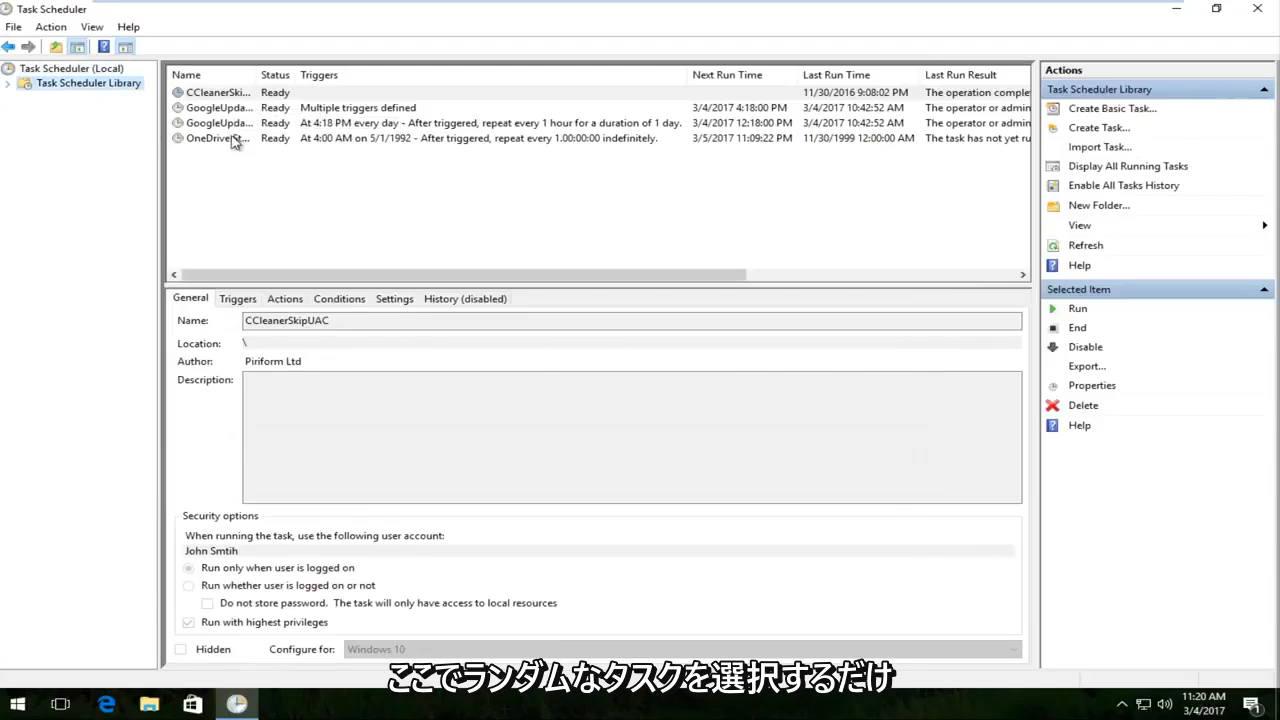 Task Scheduler
File Action View Help
Task Scheduler (Local)
Task Scheduler Library
Name Status Triggers Next Run Time Last Run Time Last Run Result
CCleanerSki... Ready 11/30/2016 9:08:02 PM The operation complet
GoogleUpda... Ready Multiple triggers defined 3/4/2017 4:18:00 PM 3/4/2017 10:42:52 AM The operator or admin
GoogleUpda... Ready At 4:18 PM every day - After triggered, repeat every 1 hour for a duration of 1 day. 3/4/2017 12:18:00 PM 3/4/2017 10:42:52 AM The operator or admin
OneDrive Ready At 4:00 AM on 5/1/1992 - After triggered, repeat every 1.00:00:00 indefinitely. 3/5/2017 11:09:22 PM 11/30/1999 12:00:00 AM The task has not yet ru
General Triggers Actions Conditions Settings History (disabled)
Name: CCleanerSkipUAC
Location: \
Author: Piriform Ltd
Description:
Security options
When running the task, use the following user account:
John Smtih
Run only when user is logged on
Run whether user is logged on or not
Do not store password. The task will only have access to local resources
Run with highest privileges
Hidden Configure for: Windows 10
Actions
Task Scheduler Library
Create Basic Task...
Create Task...
Import Task...
Display All Running Tasks
Enable All Tasks History
New Folder...
View
Refresh
Help
Selected Item
Run
End
Disable
Export...
Properties
Delete
Help
ここでランダムなタスクを選択するだけ
11:20 AM
3/4/2017